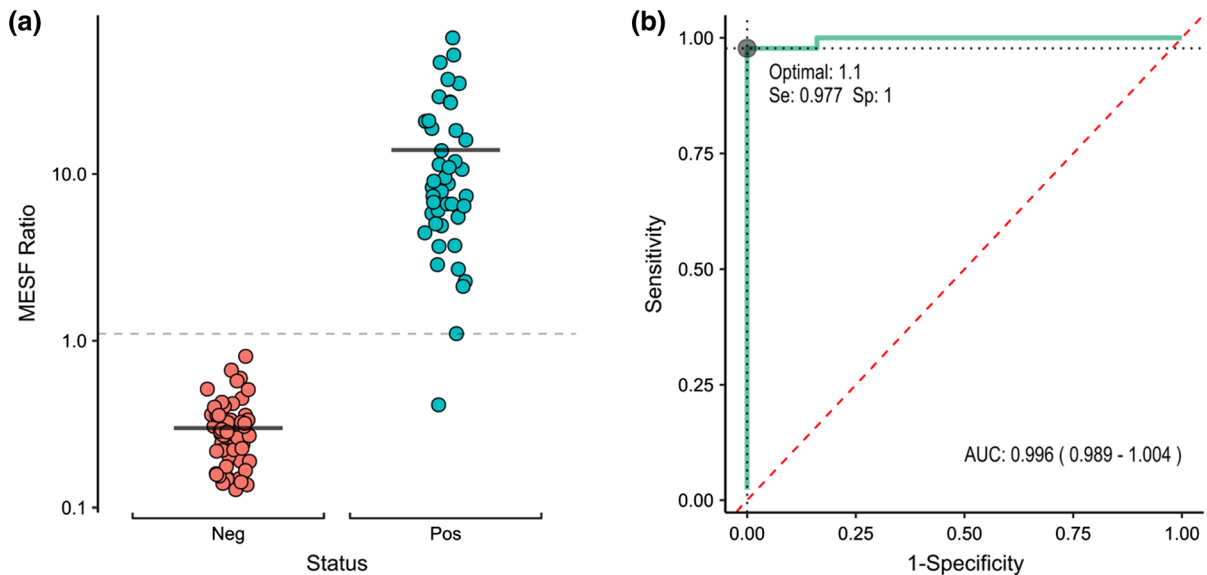 (a)
MESF Ratio
10.0
1.0
0.1
Neg
Pos
Status
(b)
Sensitivity
1.00
0.75
0.50
0.25
0.00
Optimal: 1.1
Se: 0.977 Sp: 1
AUC: 0.996 ( 0.989 - 1.004 )
0.00
0.25
0.50
0.75
1.00
1-Specificity